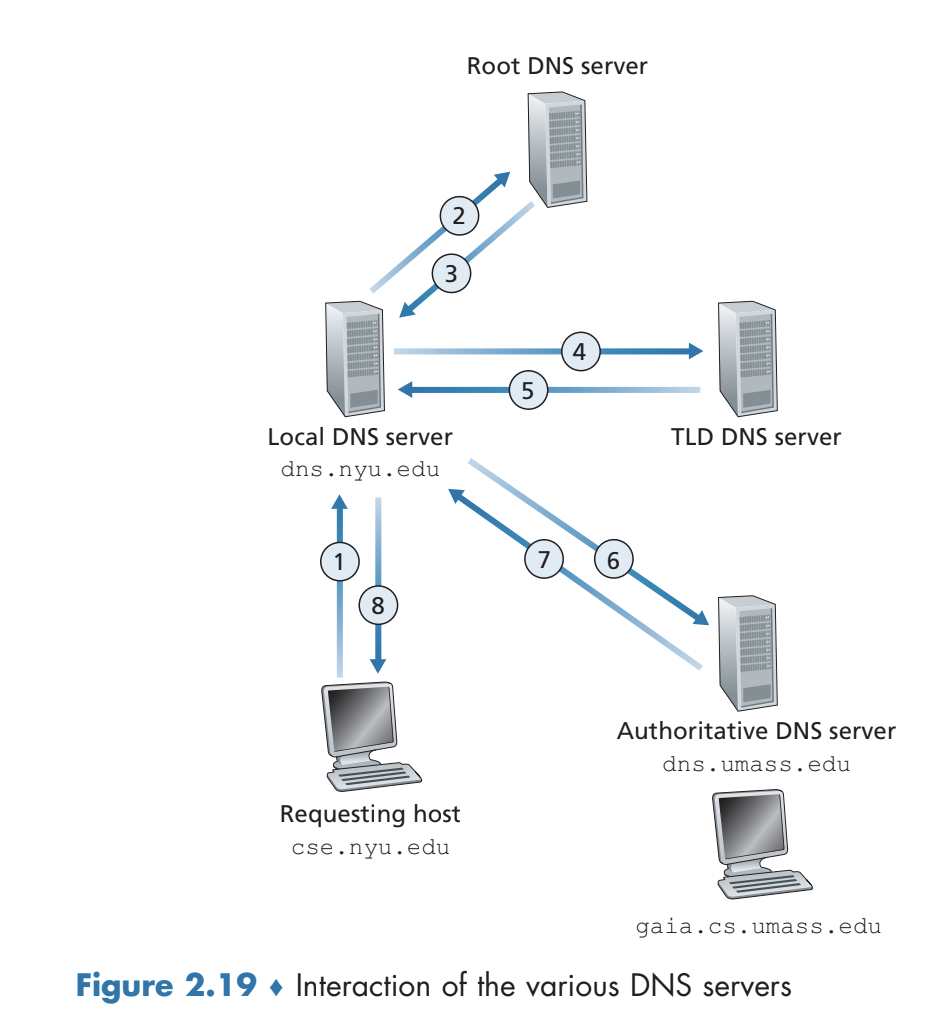 Root DNS server
2
3
4
5
Local DNS server
dns.nyu.edu
TLD DNS server
1
8
7
6
Authoritative DNS server
dns.umass.edu
Requesting host
cse.nyu.edu
gaia.cs.umass.edu
Figure 2.19 ♦ Interaction of the various DNS servers